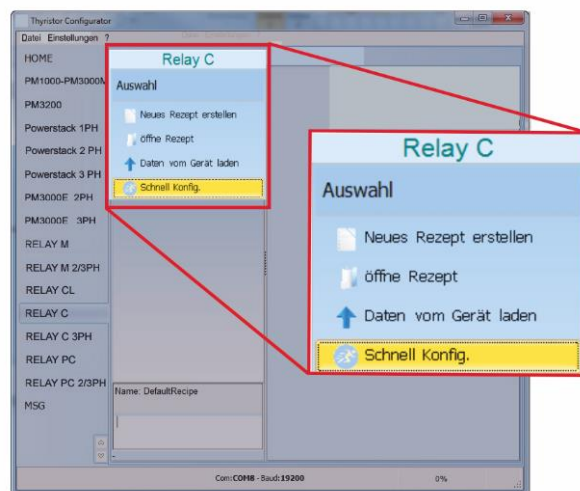 Thyristor Configurator
Datei Einstellungen ?
HOME
PM1000-PM3000M
PM3200
Powerstack 1PH
Powerstack 2 PH
Powerstack 3 PH
PM3000E 2PH
PM3000E 3PH
RELAY M
RELAY M 2/3PH
RELAY CL
RELAY C
RELAY C 3PH
RELAY PC
RELAY PC 2/3PH
MSG
Relay C
Auswahl
Neues Rezept erstellen
öffne Rezept
Daten vom Gerät laden
Schnell Konfig.
Relay C
Auswahl
Neues Rezept erstellen
öffne Rezept
Daten vom Gerät laden
Schnell Konfig.
Name: DefaultRecipe
-
Com:COM8 - Baud:19200
0%